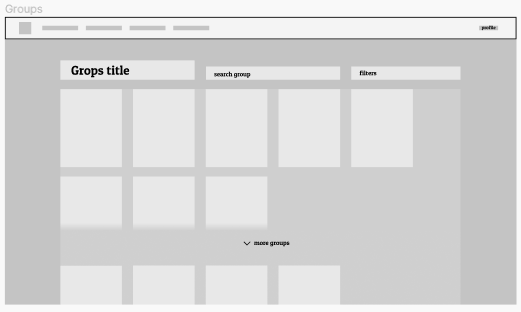 Groups
profile
Grops title
search group
filters
more groups